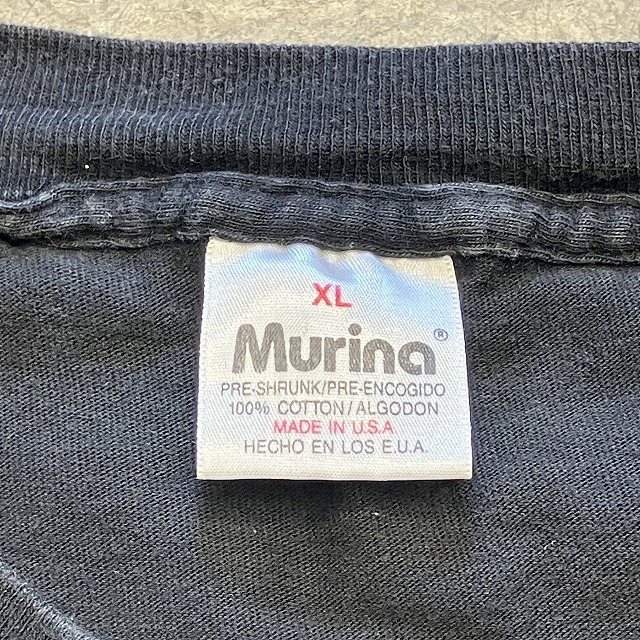 XL
Murina®
PRE-SHRUNK/PRE-ENCOGIDO
100% COTTON/ALGODON
MADE IN U.S.A
HECHO EN LOS E.U.A.